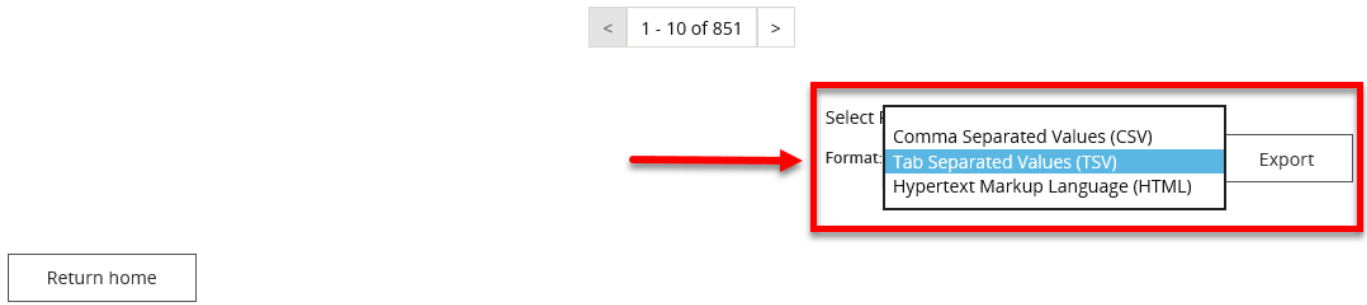 < 1 - 10 of 851 >
Select
Comma Separated Values (CSV)
Format: Tab Separated Values (TSV) Export
Hypertext Markup Language (HTML)
Return home